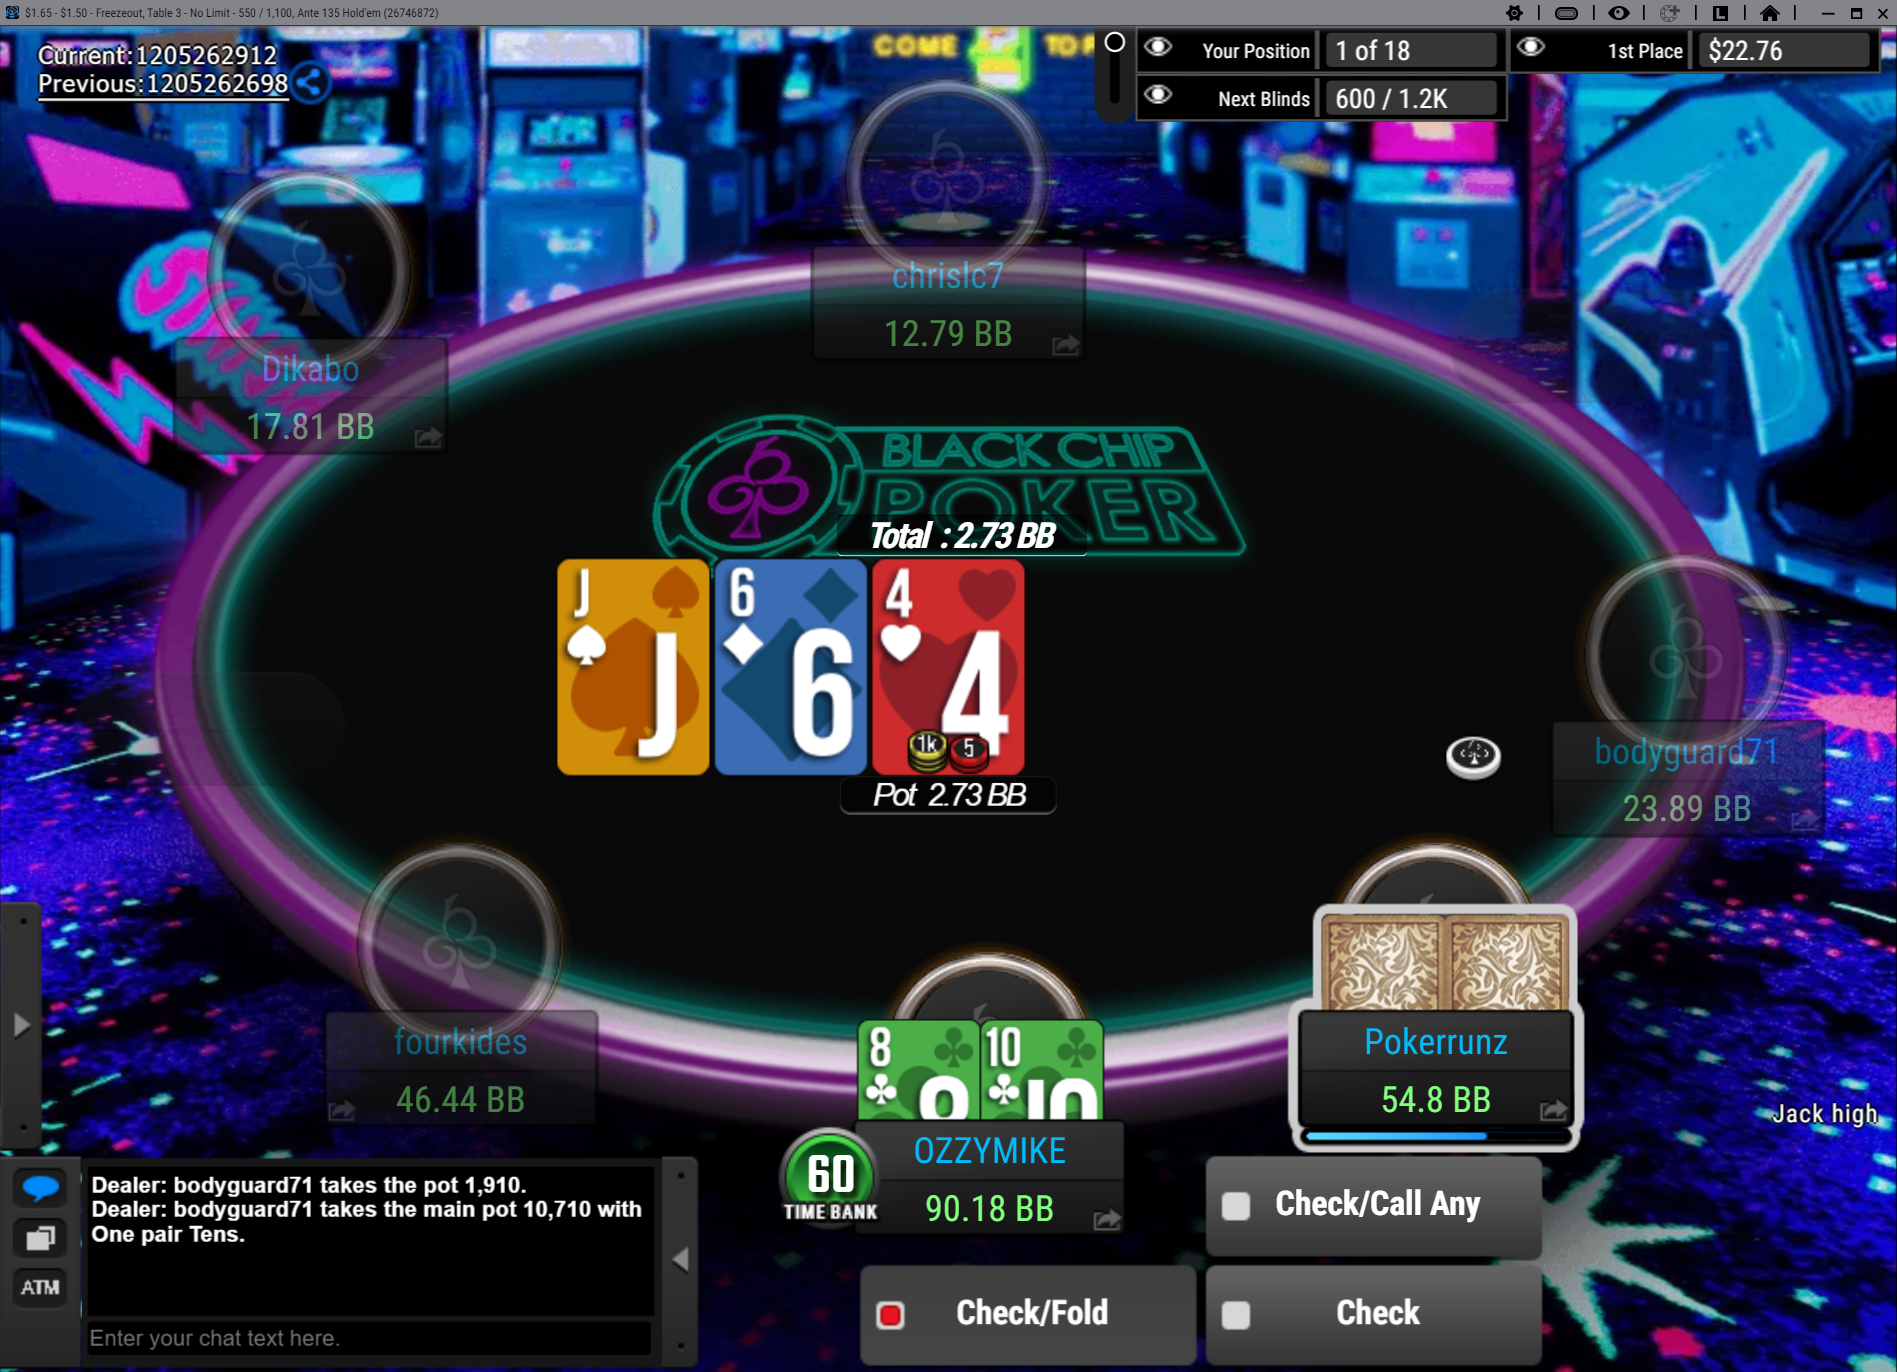 $1.65 - $1.50 - Freezeout, Table 3 - No Limit - 550 / 1,100, Ante 135 Hold'em (26746872)
Current:1205262912
Previous:1205262698
COME
Your Position
1 of 18
1st Place
$22.76
Next Blinds
600 / 1.2K
chrislc7
12.79 BB
Dikabo
17.81 BB
BLACK CHIP
POKER
Total : 2.73 BB
J
J
6
6
4
4
1k
5
Pot 2.73 BB
bodyguard71
23.89 BB
fourkides
46.44 BB
8
10
OZZYMIKE
90.18 BB
60
TIME BANK
Pokerrunz
54.8 BB
Jack high
Dealer: bodyguard71 takes the pot 1,910.
Dealer: bodyguard71 takes the main pot 10,710 with
One pair Tens.
ATM
Enter your chat text here.
Check/Call Any
Check/Fold
Check